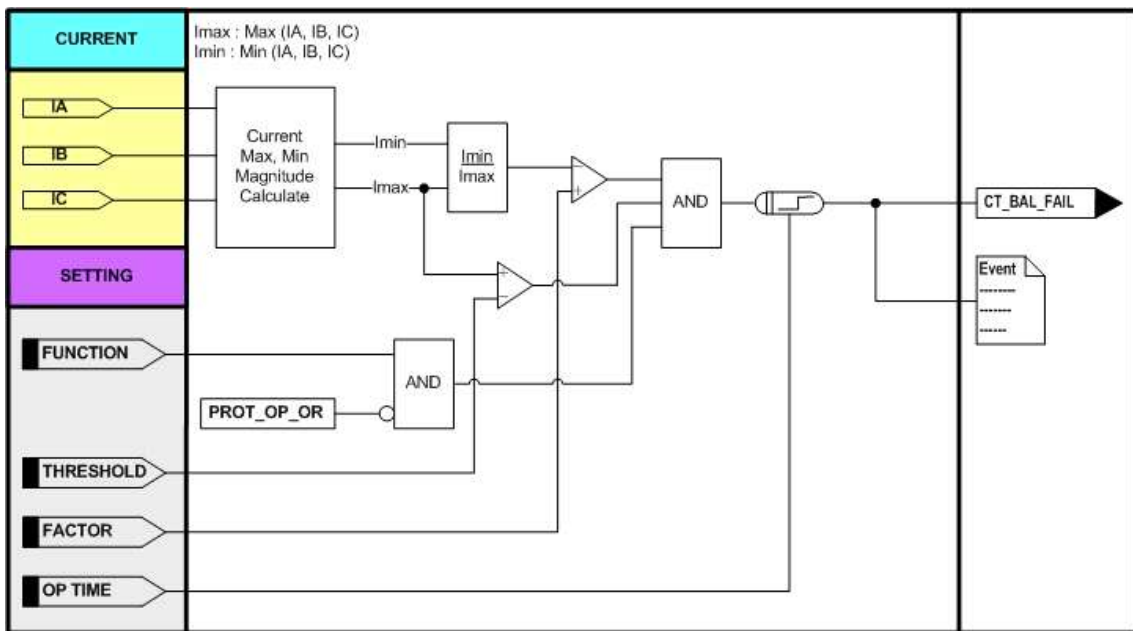 CURRENT
Imax : Max (IA, IB, IC)
Imin : Min (IA, IB, IC)
IA
IB
IC
Current
Max, Min
Magnitude
Calculate
Imin
Imax
Imin
Imax
-
+
AND
CT_BAL_FAIL
SETTING
+
-
Event
--------
-------
------
FUNCTION
AND
PROT_OP_OR
THRESHOLD
FACTOR
OP TIME